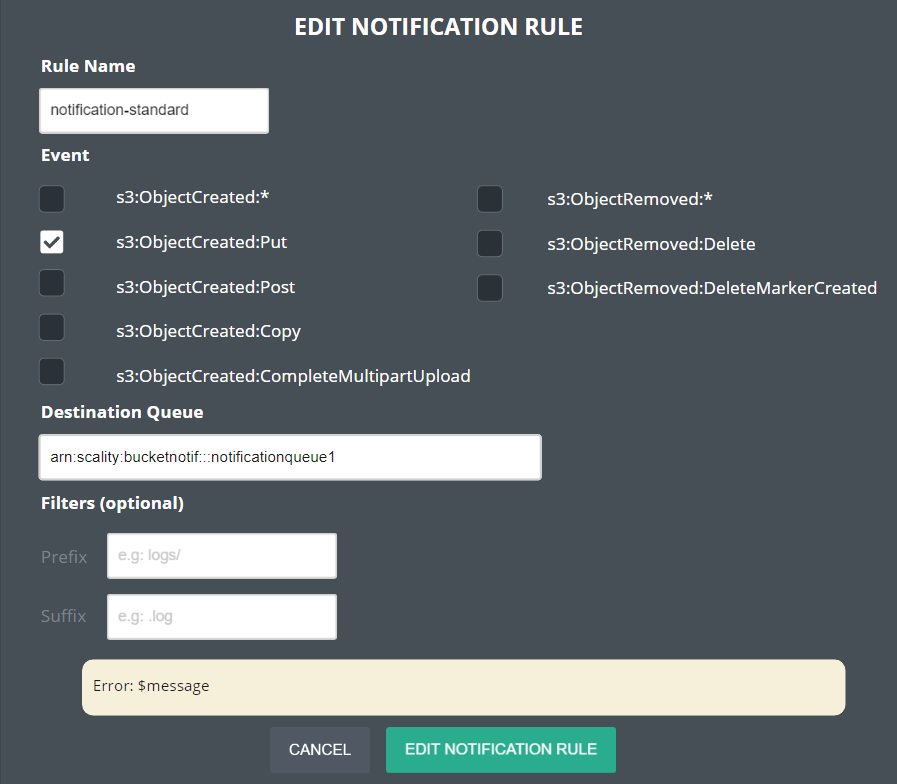 EDIT NOTIFICATION RULE
Rule Name
notification-standard
Event
s3:ObjectCreated:*
s3:ObjectRemoved:*
s3:ObjectCreated:Put
s3:ObjectRemoved:Delete
s3:ObjectCreated:Post
s3:ObjectRemoved:DeleteMarkerCreated
s3:ObjectCreated:Copy
s3:ObjectCreated:CompleteMultipartUpload
Destination Queue
arn:scality:bucketnotif:::notificationqueue1
Filters (optional)
Prefix e.g: logs/
Suffix e.g: .log
Error: $message
CANCEL EDIT NOTIFICATION RULE